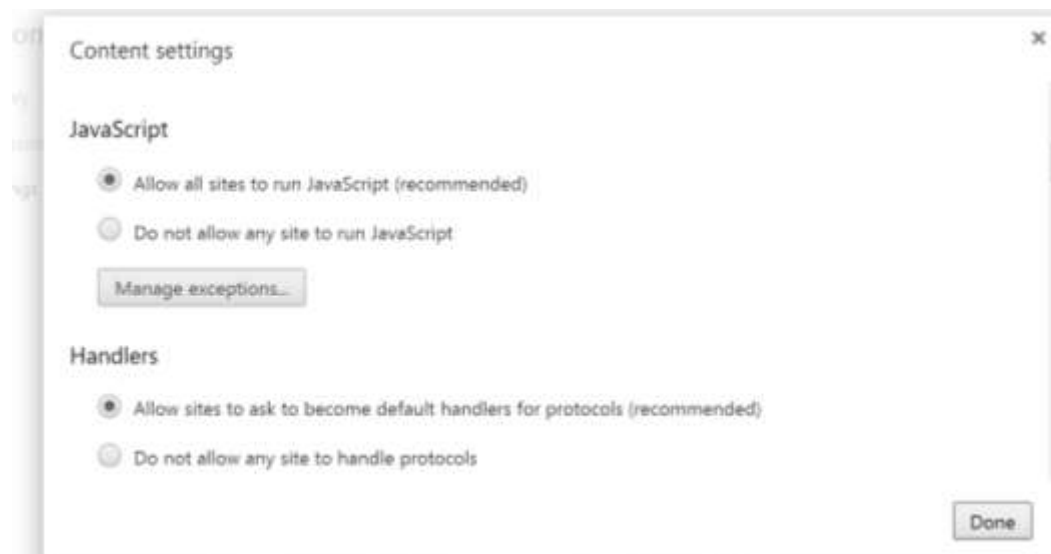 Content settings
×
JavaScript
Allow all sites to run JavaScript (recommended)
Do not allow any site to run JavaScript
Manage exceptions...
Handlers
Allow sites to ask to become default handlers for protocols (recommended)
Do not allow any site to handle protocols
Done